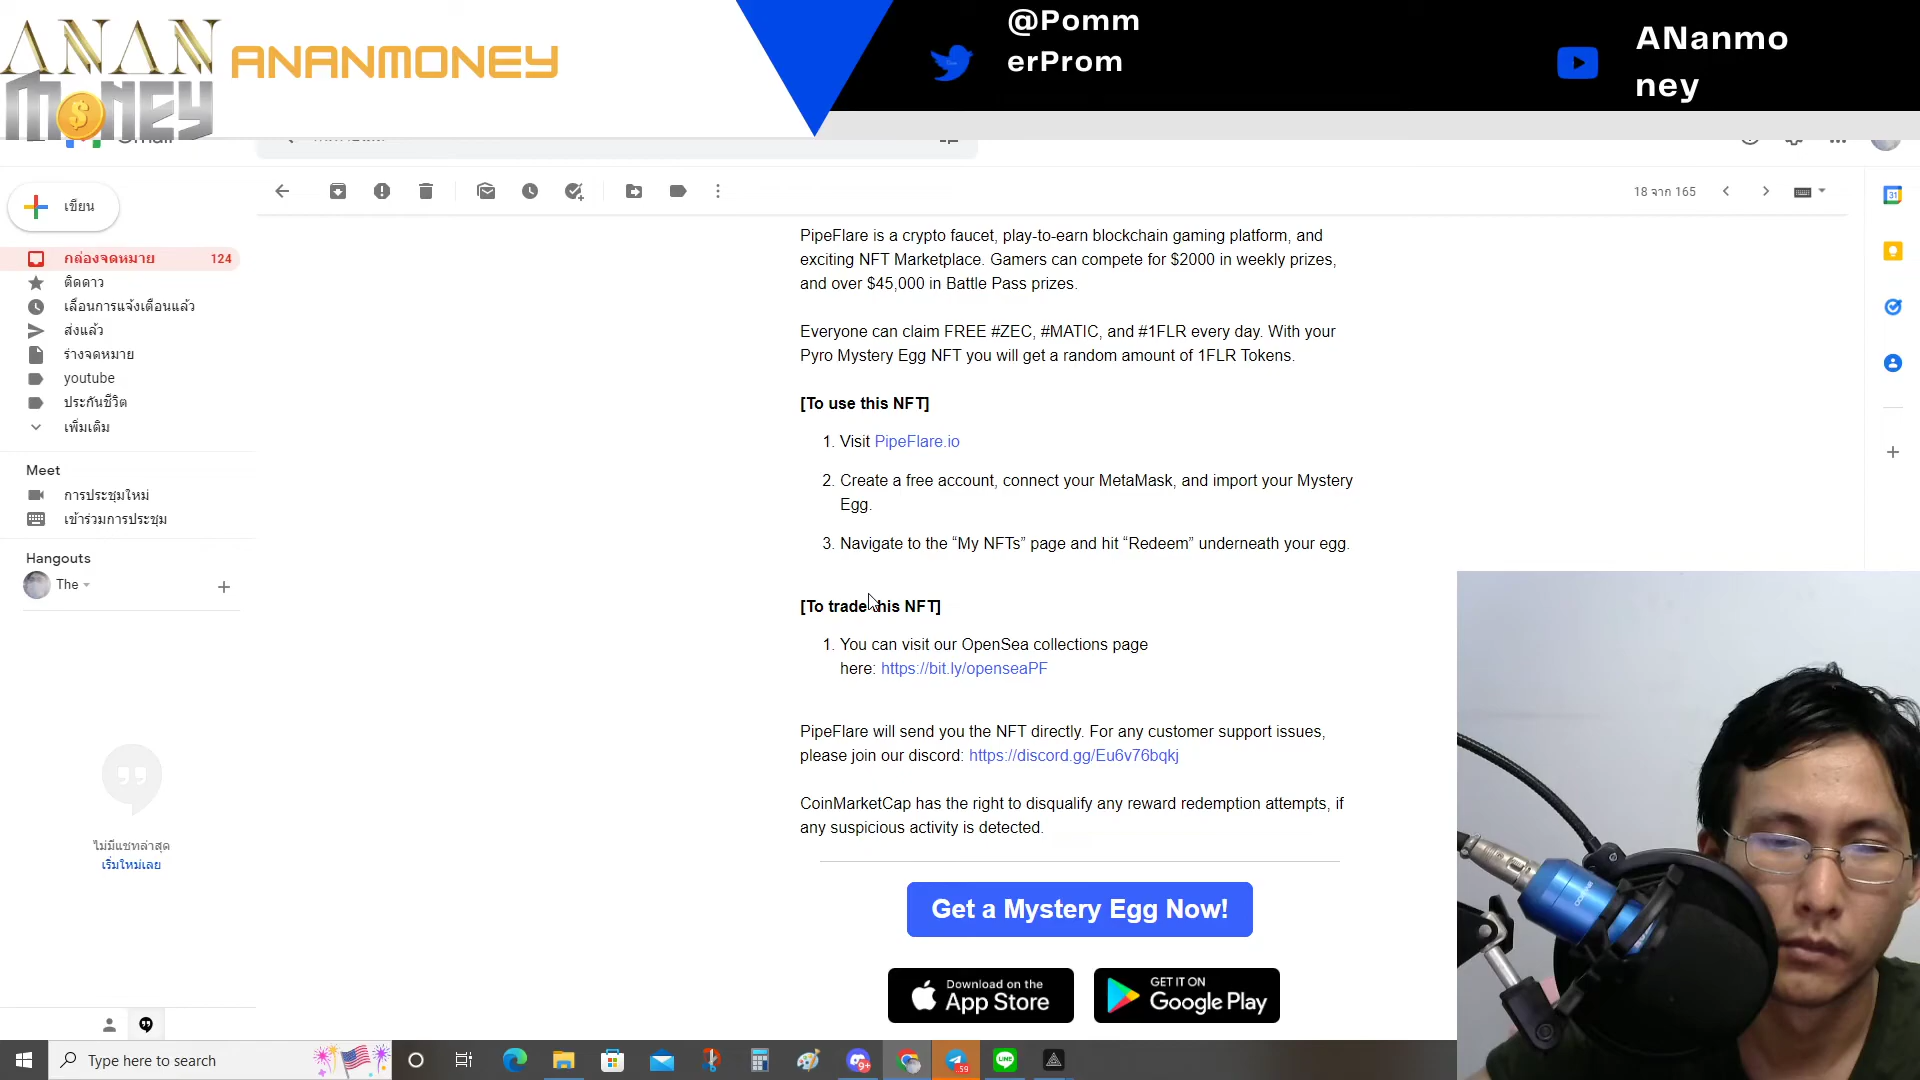 ANAN
MONEY
ANANMONEY
@Pomm
erProm
ANanmo
ney
18 จาก 165
เขียน
กล่องจดหมาย 124
ติดดาว
เลื่อนการแจ้งเตือนแล้ว
ส่งแล้ว
ร่างจดหมาย
youtube
ประกันชีวิต
เพิ่มเติม
Meet
การประชุมใหม่
เข้าร่วมการประชุม
Hangouts
The
ไม่มีแชทล่าสุด
เริ่มใหม่เลย
PipeFlare is a crypto faucet, play-to-earn blockchain gaming platform, and
exciting NFT Marketplace. Gamers can compete for $2000 in weekly prizes,
and over $45,000 in Battle Pass prizes.
Everyone can claim FREE #ZEC, #MATIC, and #1FLR every day. With your
Pyro Mystery Egg NFT you will get a random amount of 1FLR Tokens.
[To use this NFT]
1. Visit PipeFlare.io
2. Create a free account, connect your MetaMask, and import your Mystery
Egg.
3. Navigate to the “My NFTs” page and hit “Redeem” underneath your egg.
[To trade this NFT]
1. You can visit our OpenSea collections page
here: https://bit.ly/openseaPF
PipeFlare will send you the NFT directly. For any customer support issues,
please join our discord: https://discord.gg/Eu6v76bqkj
CoinMarketCap has the right to disqualify any reward redemption attempts, if
any suspicious activity is detected.
Get a Mystery Egg Now!
Download on the
App Store
GET IT ON
Google Play
31
Type here to search
9+
59
LINE